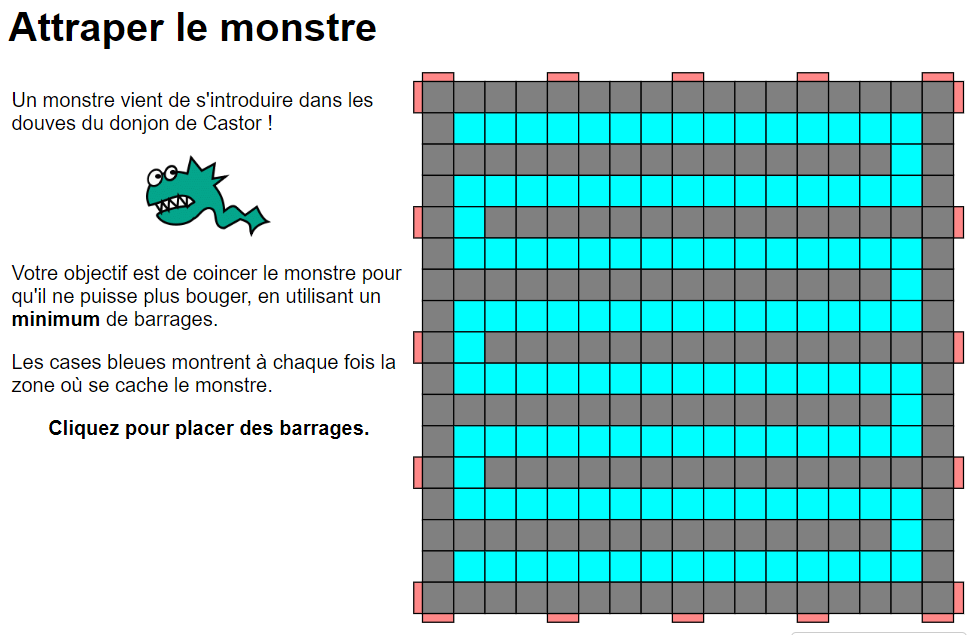 Attraper le monstre
Un monstre vient de s'introduire dans les
douves du donjon de Castor !
Votre objectif est de coincer le monstre pour
qu'il ne puisse plus bouger, en utilisant un
minimum de barrages.
Les cases bleues montrent à chaque fois la
zone où se cache le monstre.
Cliquez pour placer des barrages.